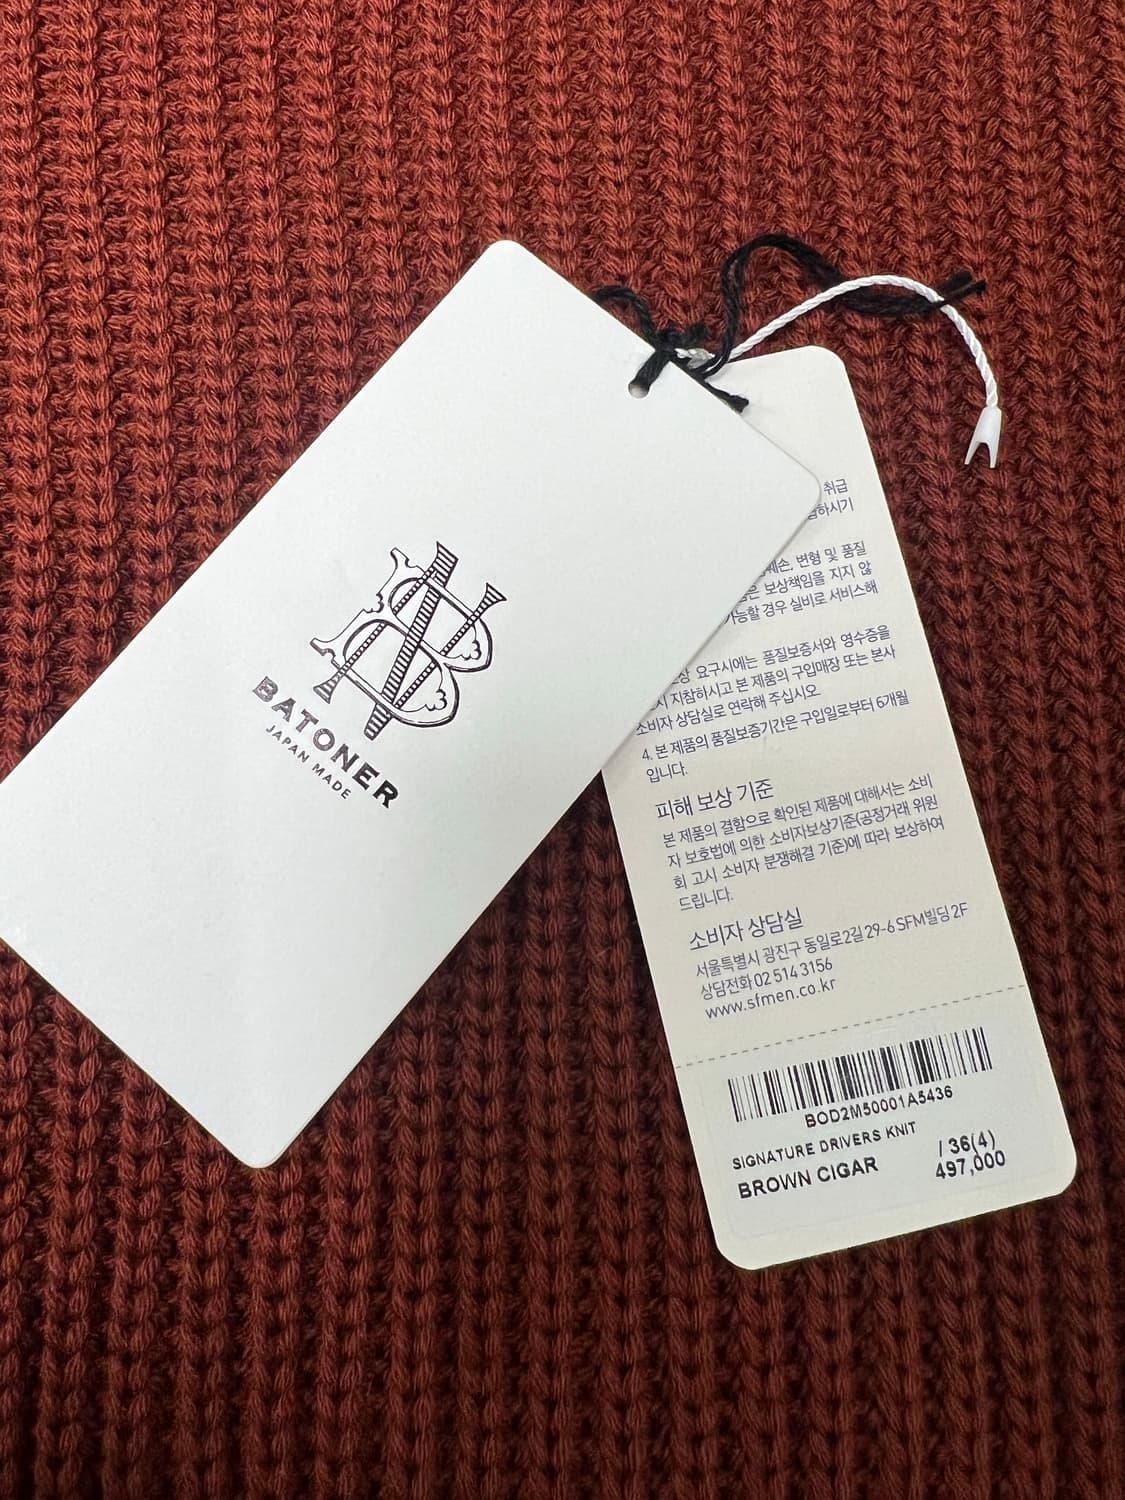 BATONER
JAPAN MADE
취급
하시기
훼손, 변형 및 품질
보상책임을 지지 않
가능할 경우 실비로 서비스해
요구시에는 품질보증서와 영수증을
지참하시고 본 제품의 구입매장 또는 본사
소비자 상담실로 연락해 주십시오.
4. 본 제품의 품질보증기간은 구입일로부터 6개월
입니다.
피해 보상 기준
본 제품의 결함으로 확인된 제품에 대해서는 소비
자 보호법에 의한 소비자보상기준(공정거래 위원
회 고시 소비자 분쟁해결 기준)에 따라 보상하여
드립니다.
소비자 상담실
서울특별시 광진구 동일로2길 29-6 SFM빌딩 2F
상담전화 02 514 3156
www.sfmen.co.kr
BOD2M50001A5436
SIGNATURE DRIVERS KNIT
/ 36(4)
BROWN CIGAR
497,000